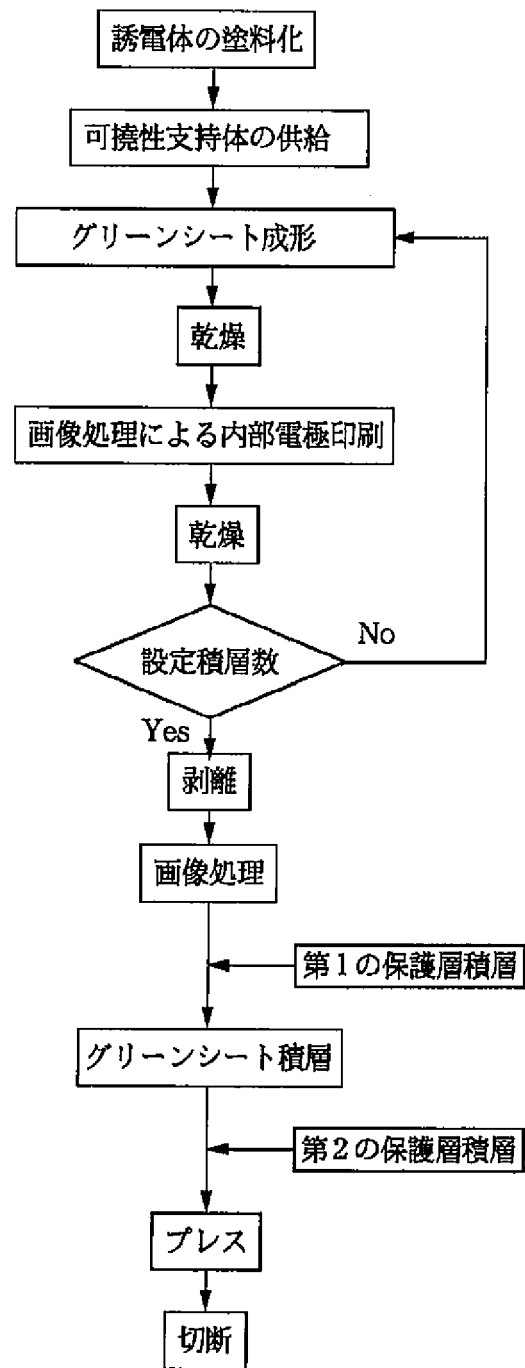 誘電体の塗料化
可撓性支持体の供給
グリーンシート成形
乾燥
画像処理による内部電極印刷
乾燥
設定積層数
No
Yes
剥離
画像処理
第1の保護層積層
グリーンシート積層
第2の保護層積層
プレス
切断